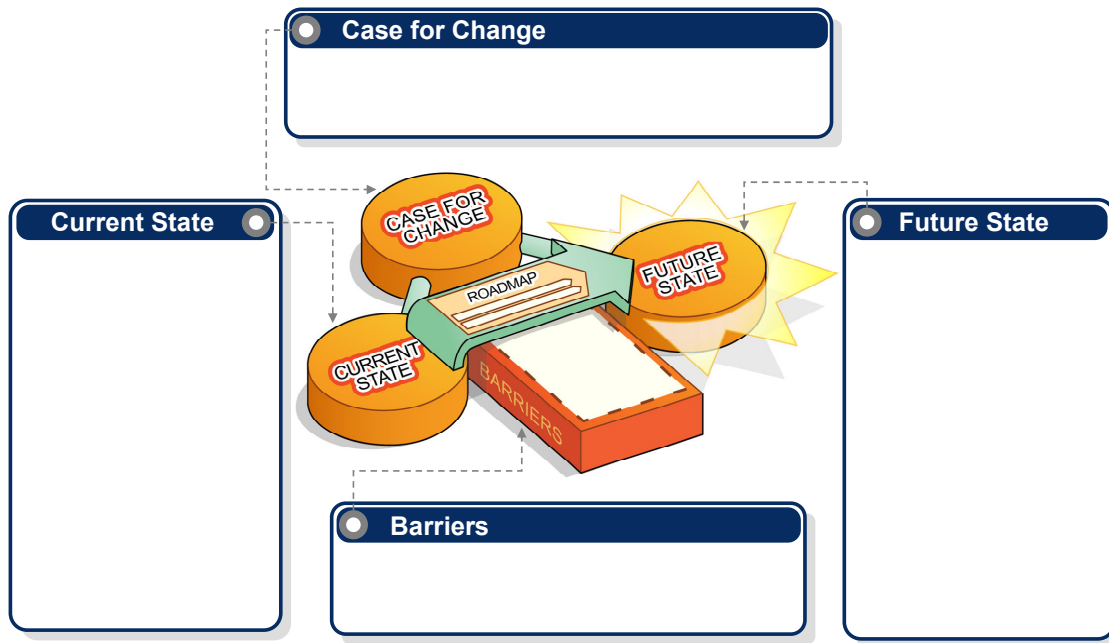 Case for Change
Current State
Future State
CASE FOR
CHANGE
FUTURE
STATE
ROADMAP
CURRENT
STATE
BARRIERS
Barriers